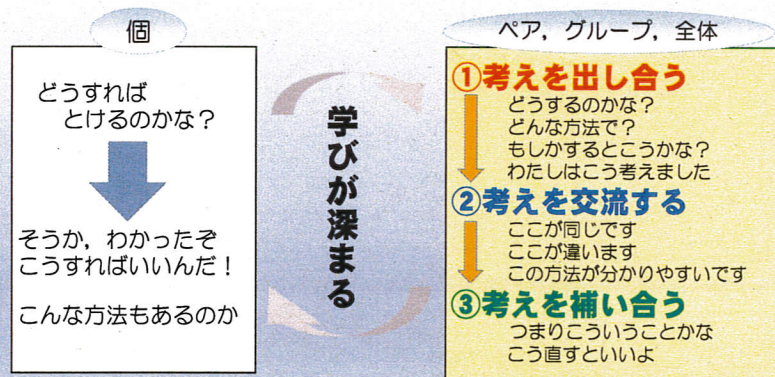 個
どうすれば
とけるのかな？
そうか，わかったぞ
こうすればいいんだ！
こんな方法もあるのか
学びが深まる
ペア，グループ，全体
①考えを出し合う
どうするのかな？
どんな方法で？
もしかするとこうかな？
わたしはこう考えました
②考えを交流する
ここが同じです
ここが違います
この方法が分かりやすいです
③考えを補い合う
つまりこういうことかな
こう直すといいよ